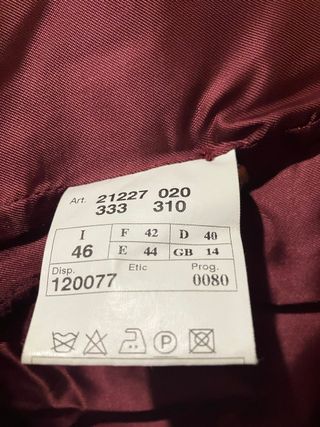 Art. 21227 020
333 310
I F 42 D 40
46 E 44 GB 14
Disp. Etic Prog.
120077 0080
P